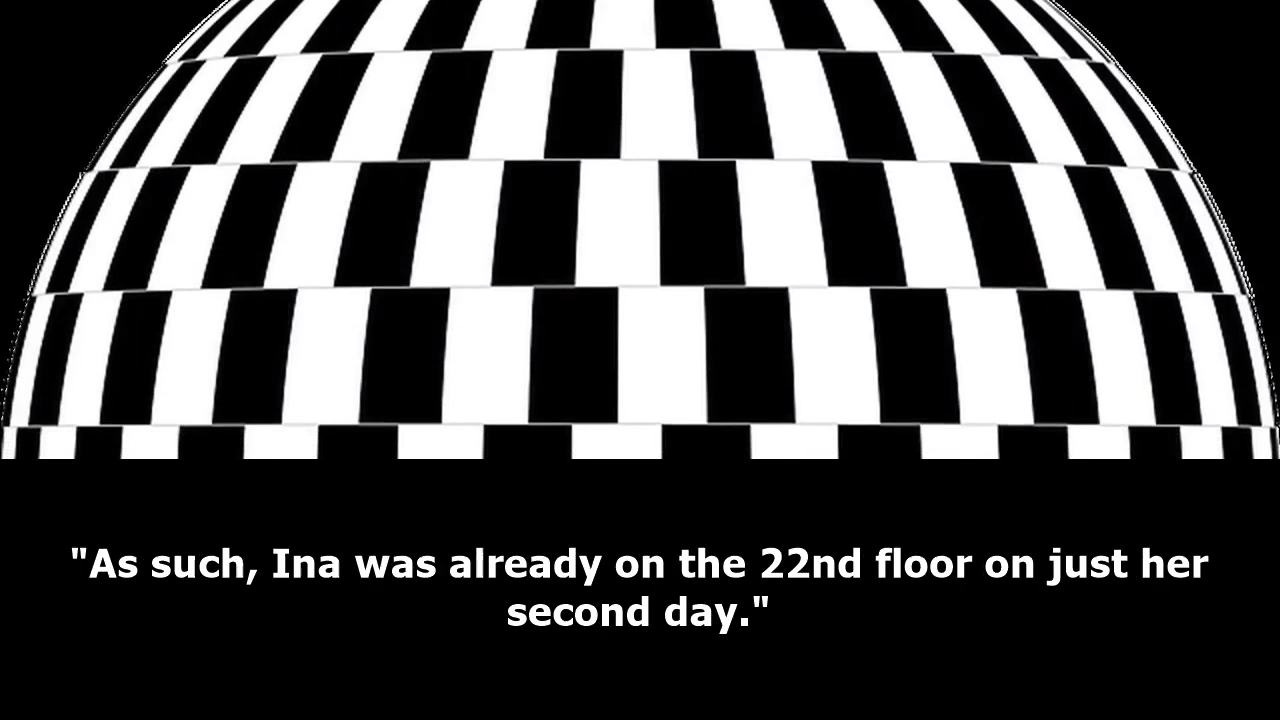 "As such, Ina was already on the 22nd floor on just her
second day."